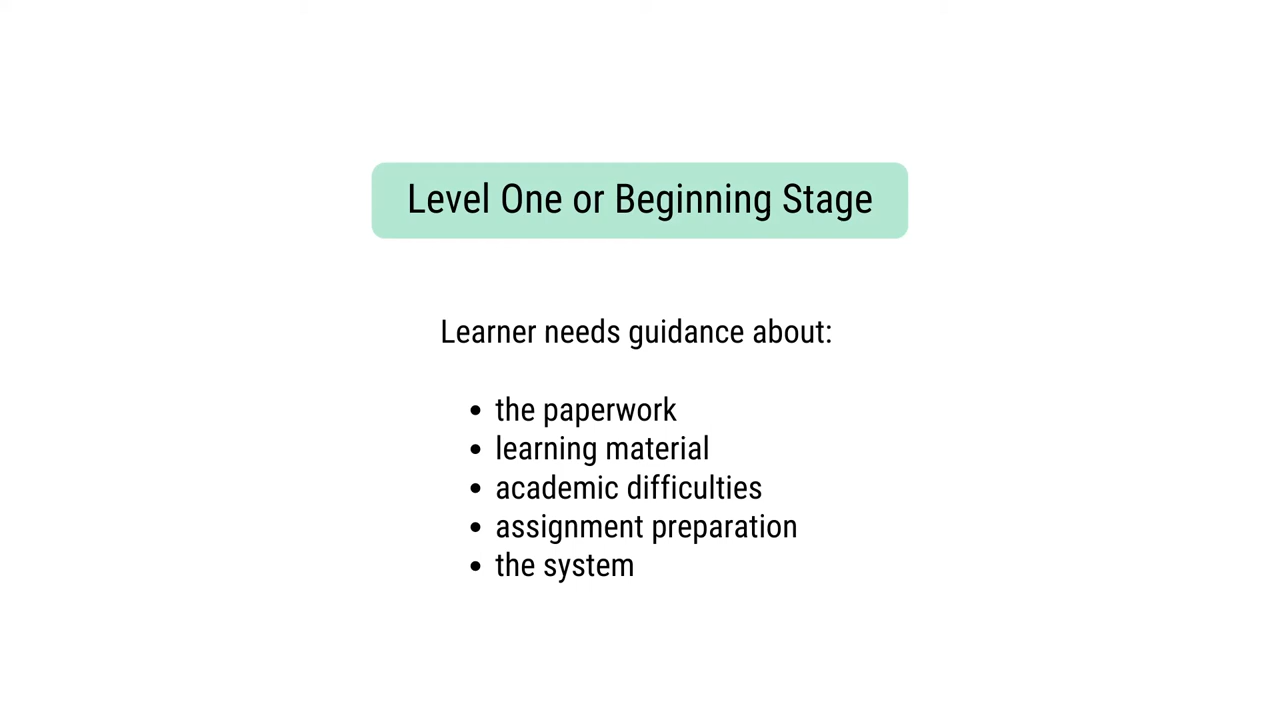 Level One or Beginning Stage
Learner needs guidance about:
• the paperwork
• learning material
• academic difficulties
• assignment preparation
• the system